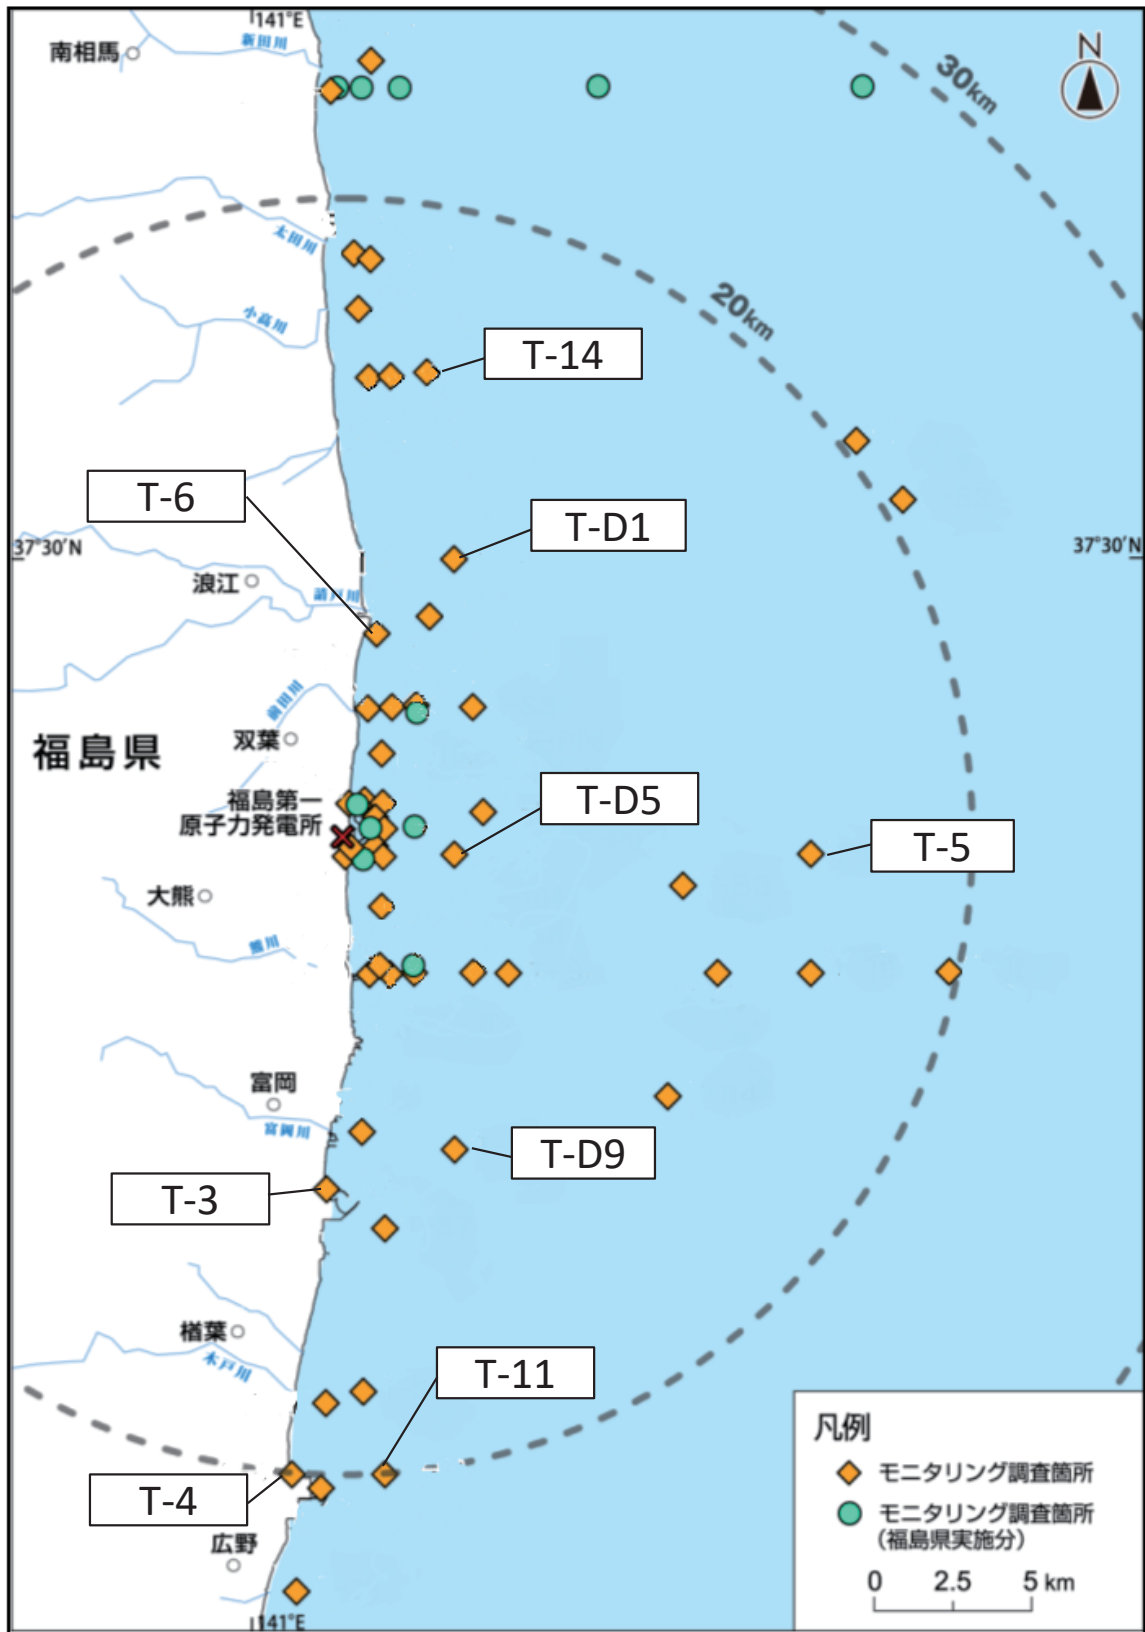 141°E
南相馬
新田川
N
30km
太田川
20km
小高川
T-14
T-6
T-D1
37°30′N
37°30′N
浪江
請戸川
前田川
福島県
双葉
福島第一
原子力発電所
T-D5
T-5
大熊
熊川
富岡
富岡川
T-D9
T-3
楢葉
木戸川
T-11
T-4
広野
141°E
凡例
モニタリング調査箇所
モニタリング調査箇所
（福島県実施分）
0 2.5 5 km